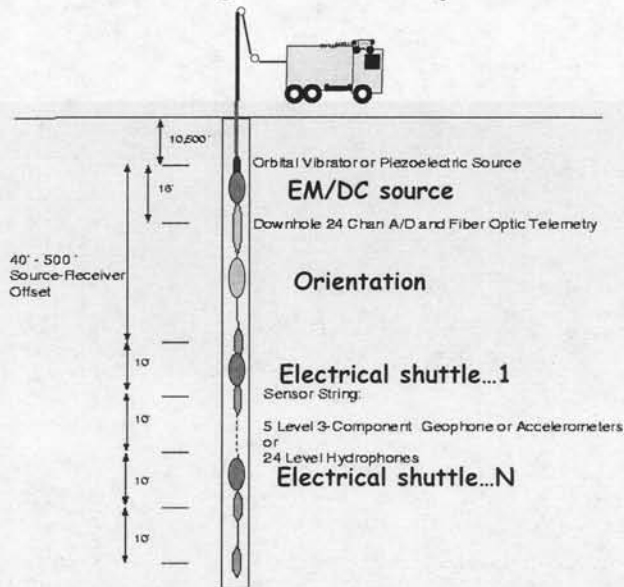 10,500'
Orbital Vibrator or Piezoelectric Source
EM/DC source
15'
Downhole 24 Chan A/D and Fiber Optic Telemetry
40' - 500'
Source-Receiver
Offset
Orientation
10'
Electrical shuttle...1
Sensor String:
10'
5 Level 3-Component Geophone or Accelerometers
or
24 Level Hydrophones
10'
Electrical shuttle...N
10'